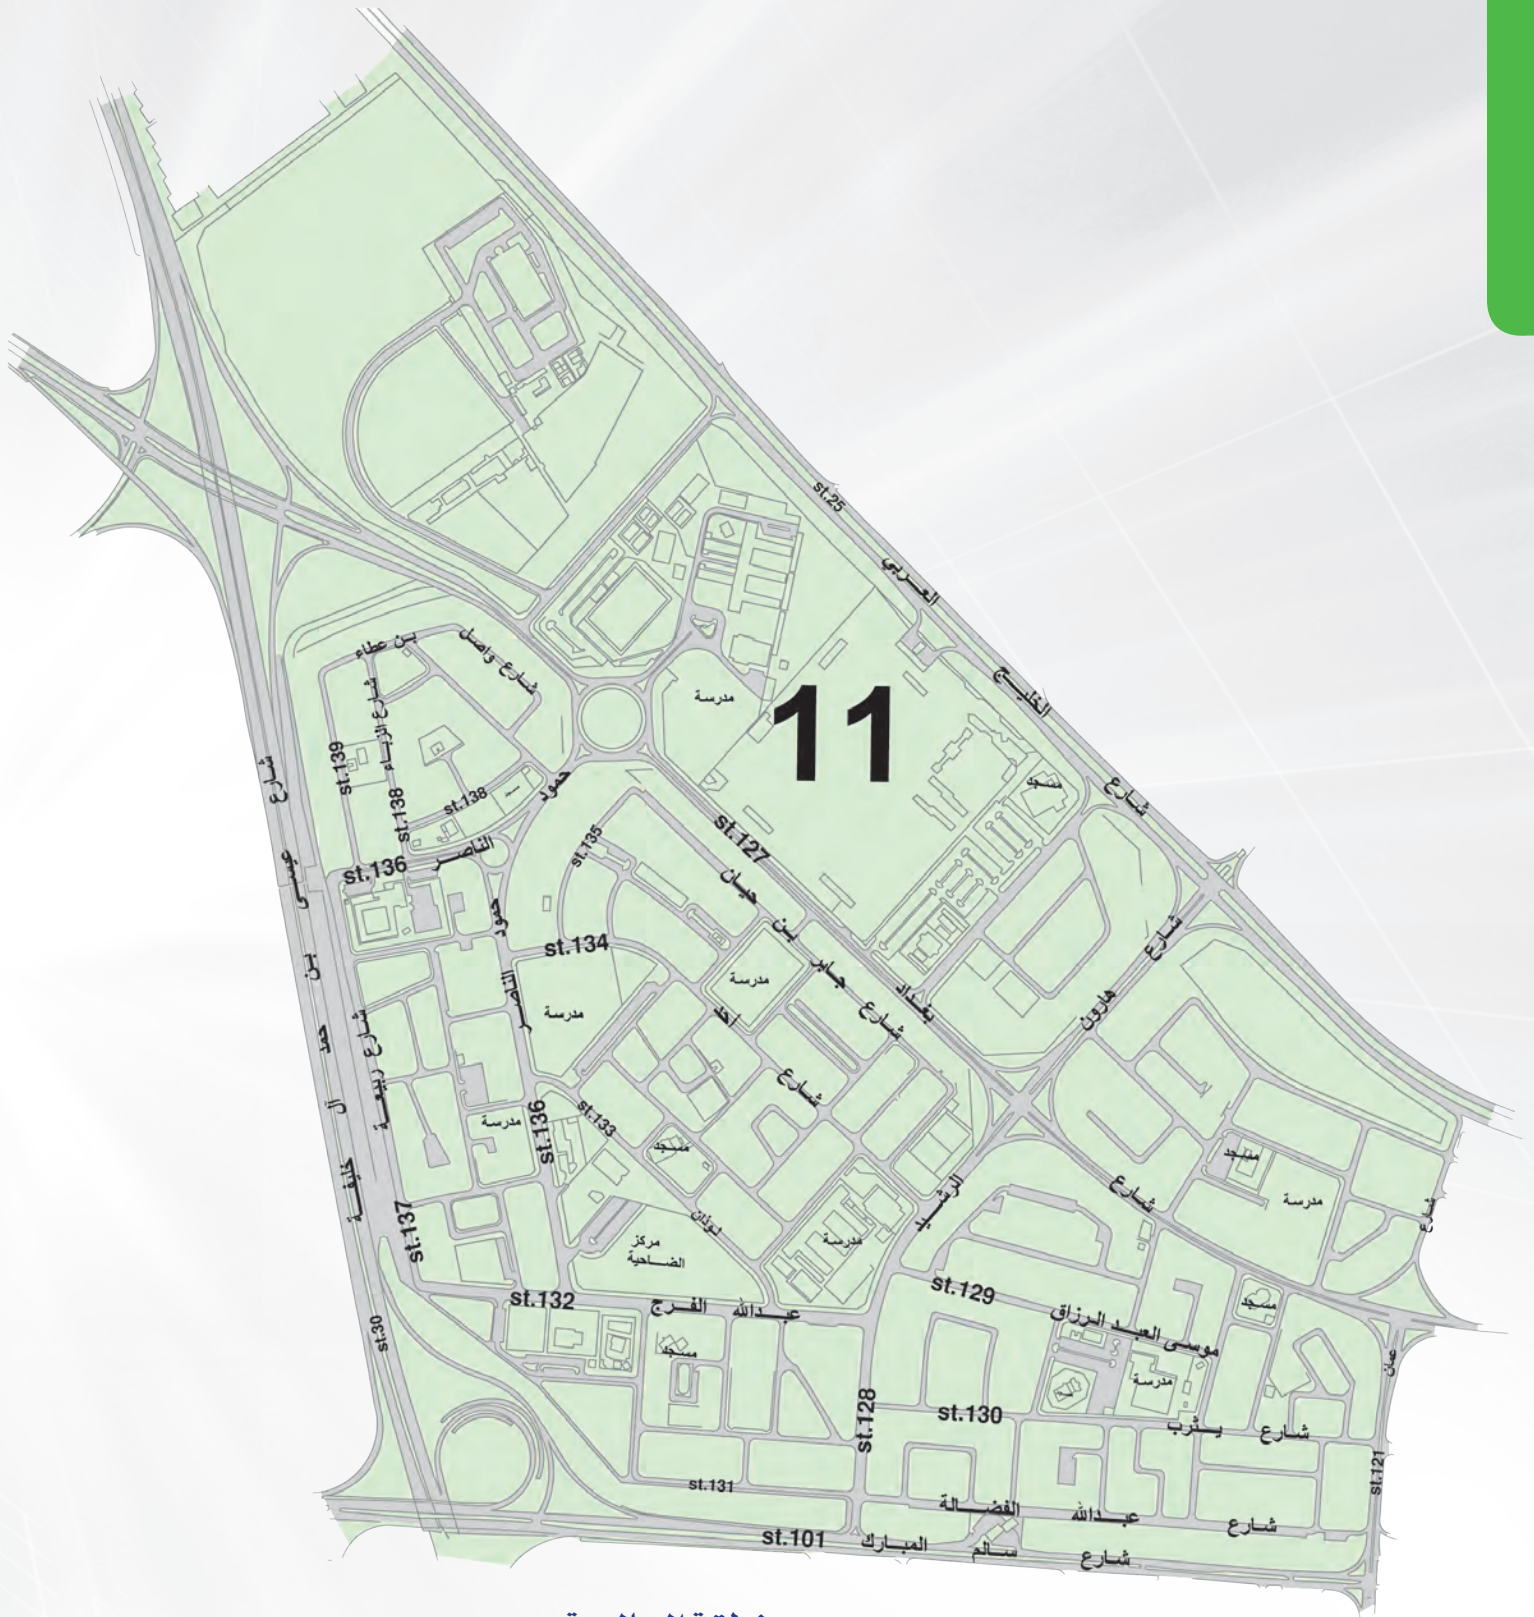 st.25
العربي
الخليج
شارع
بن عطاء
شارع واصل
شارع الزباء
مدرسة
11
st.139
st.138
st.138
مسجد
حمود
الناصر
st.136
شارع
عيسى
بن
حمد
آل
خليفة
st.135
st.127
مسجد
شارع
هارون
الرشيد
حمود
الناصر
st.134
شارع جابر بن حيان
بغداد
شارع
مدرسة
مدرسة
أحد
شارع
شارع ربيعة
مدرسة
st.136
st.133
مسجد
مسجد
مدرسة
شارع
عمان
st.137
مركز
الضاحية
مدرسة
st.132
عبدالله الفرج
st.129
موسى العبد الرزاق
مسجد
st.30
مسجد
مدرسة
st.128
st.130
شارع يثرب
st.121
st.131
شارع عبدالله الفضالة
st.101
شارع سالم المبارك